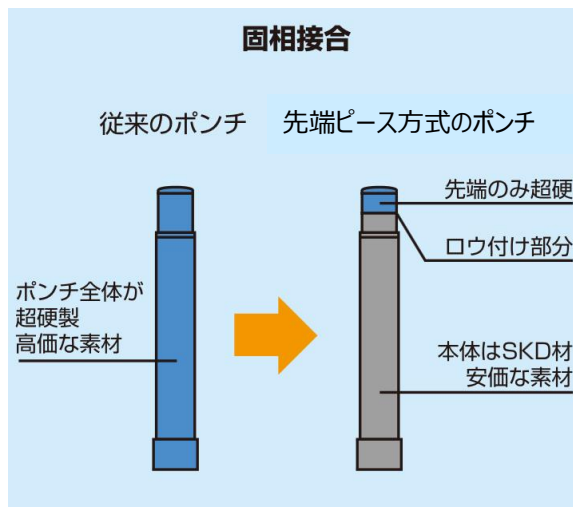 固相接合
従来のポンチ
先端ピース方式のポンチ
先端のみ超硬
ロウ付け部分
ポンチ全体が
超硬製
高価な素材
本体はSKD材
安価な素材